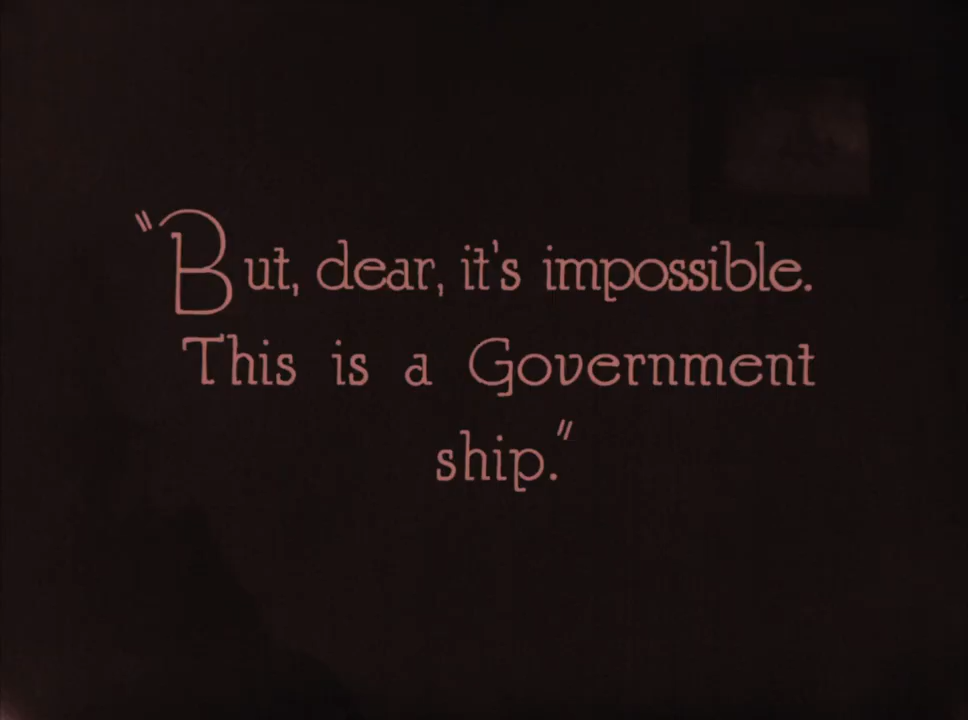 "But, dear, it's impossible.
This is a Government
ship."